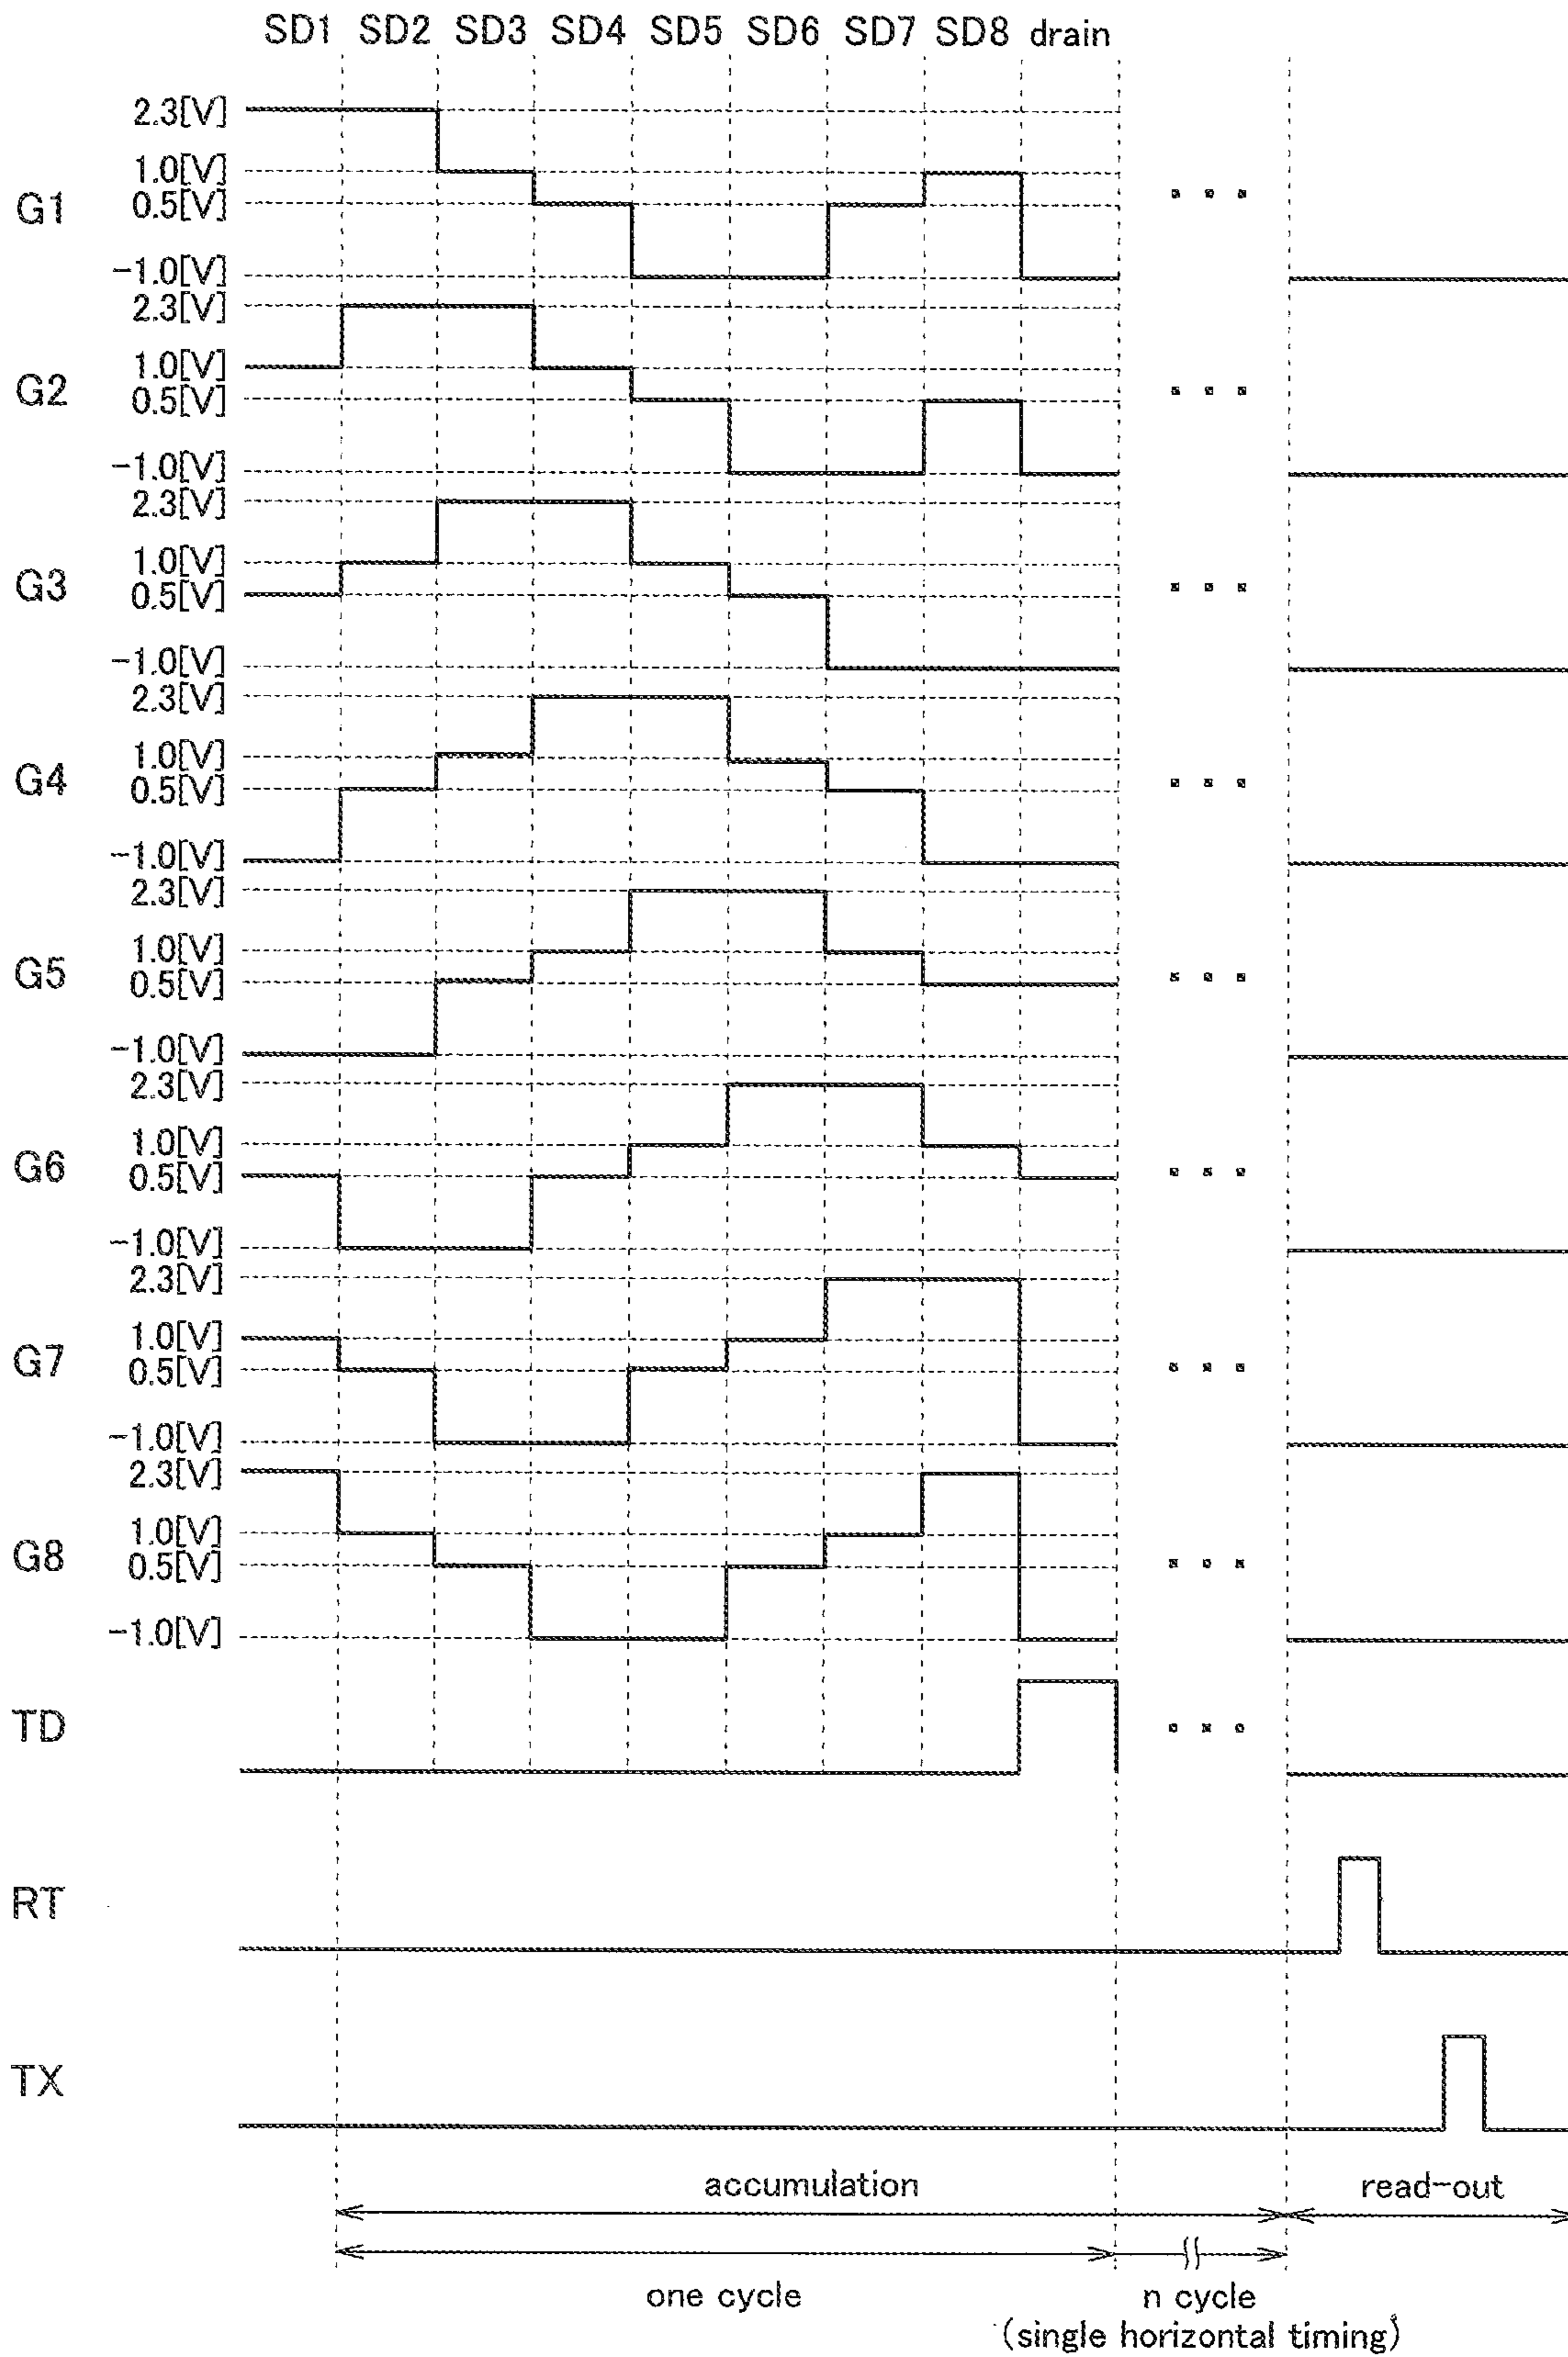 SD1 SD2 SD3 SD4 SD5 SD6 SD7 SD8 drain
2.3[V]
1.0[V]
G1 0.5[V]
-1.0[V]
2.3[V]
1.0[V]
G2 0.5[V]
-1.0[V]
2.3[V]
1.0[V]
G3 0.5[V]
-1.0[V]
2.3[V]
1.0[V]
G4 0.5[V]
-1.0[V]
2.3[V]
1.0[V]
G5 0.5[V]
-1.0[V]
2.3[V]
1.0[V]
G6 0.5[V]
-1.0[V]
2.3[V]
1.0[V]
G7 0.5[V]
-1.0[V]
2.3[V]
1.0[V]
G8 0.5[V]
-1.0[V]
TD
RT
TX
accumulation read-out
one cycle n cycle
(single horizontal timing)